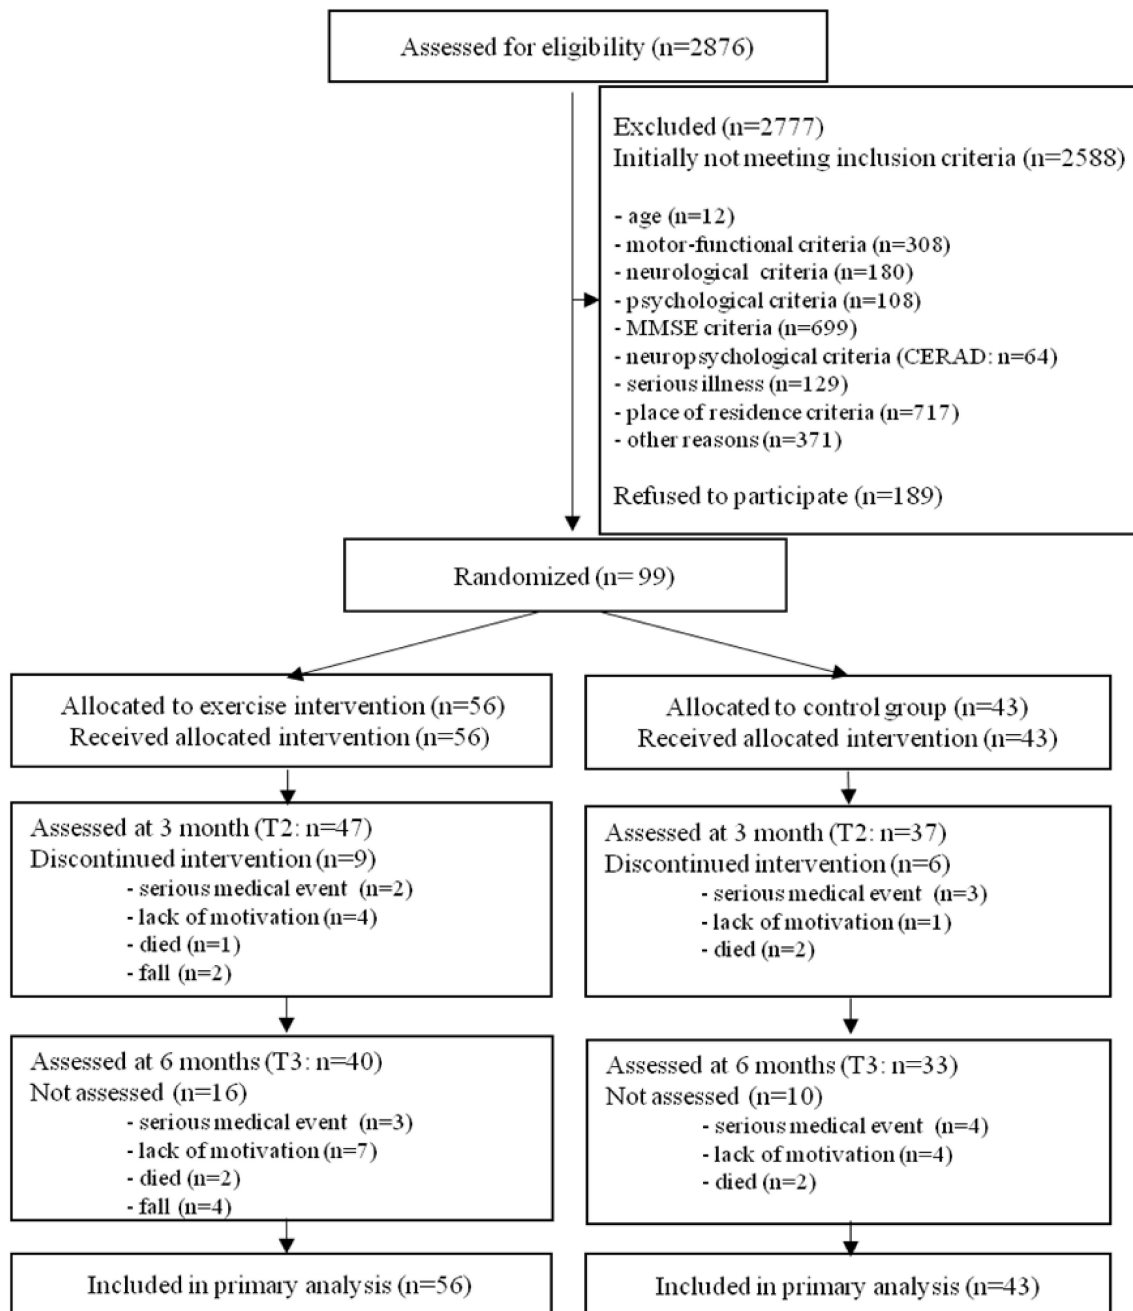 Assessed for eligibility (n=2876)
Excluded (n=2777)
Initially not meeting inclusion criteria (n=2588)
- age (n=12)
- motor-functional criteria (n=308)
- neurological criteria (n=180)
- psychological criteria (n=108)
- MMSE criteria (n=699)
- neuropsychological criteria (CERAD: n=64)
- serious illness (n=129)
- place of residence criteria (n=717)
- other reasons (n=371)
Refused to participate (n=189)
Randomized (n= 99)
Allocated to exercise intervention (n=56)
Received allocated intervention (n=56)
Allocated to control group (n=43)
Received allocated intervention (n=43)
Assessed at 3 month (T2: n=47)
Discontinued intervention (n=9)
- serious medical event (n=2)
- lack of motivation (n=4)
- died (n=1)
- fall (n=2)
Assessed at 3 month (T2: n=37)
Discontinued intervention (n=6)
- serious medical event (n=3)
- lack of motivation (n=1)
- died (n=2)
Assessed at 6 months (T3: n=40)
Not assessed (n=16)
- serious medical event (n=3)
- lack of motivation (n=7)
- died (n=2)
- fall (n=4)
Assessed at 6 months (T3: n=33)
Not assessed (n=10)
- serious medical event (n=4)
- lack of motivation (n=4)
- died (n=2)
Included in primary analysis (n=56)
Included in primary analysis (n=43)